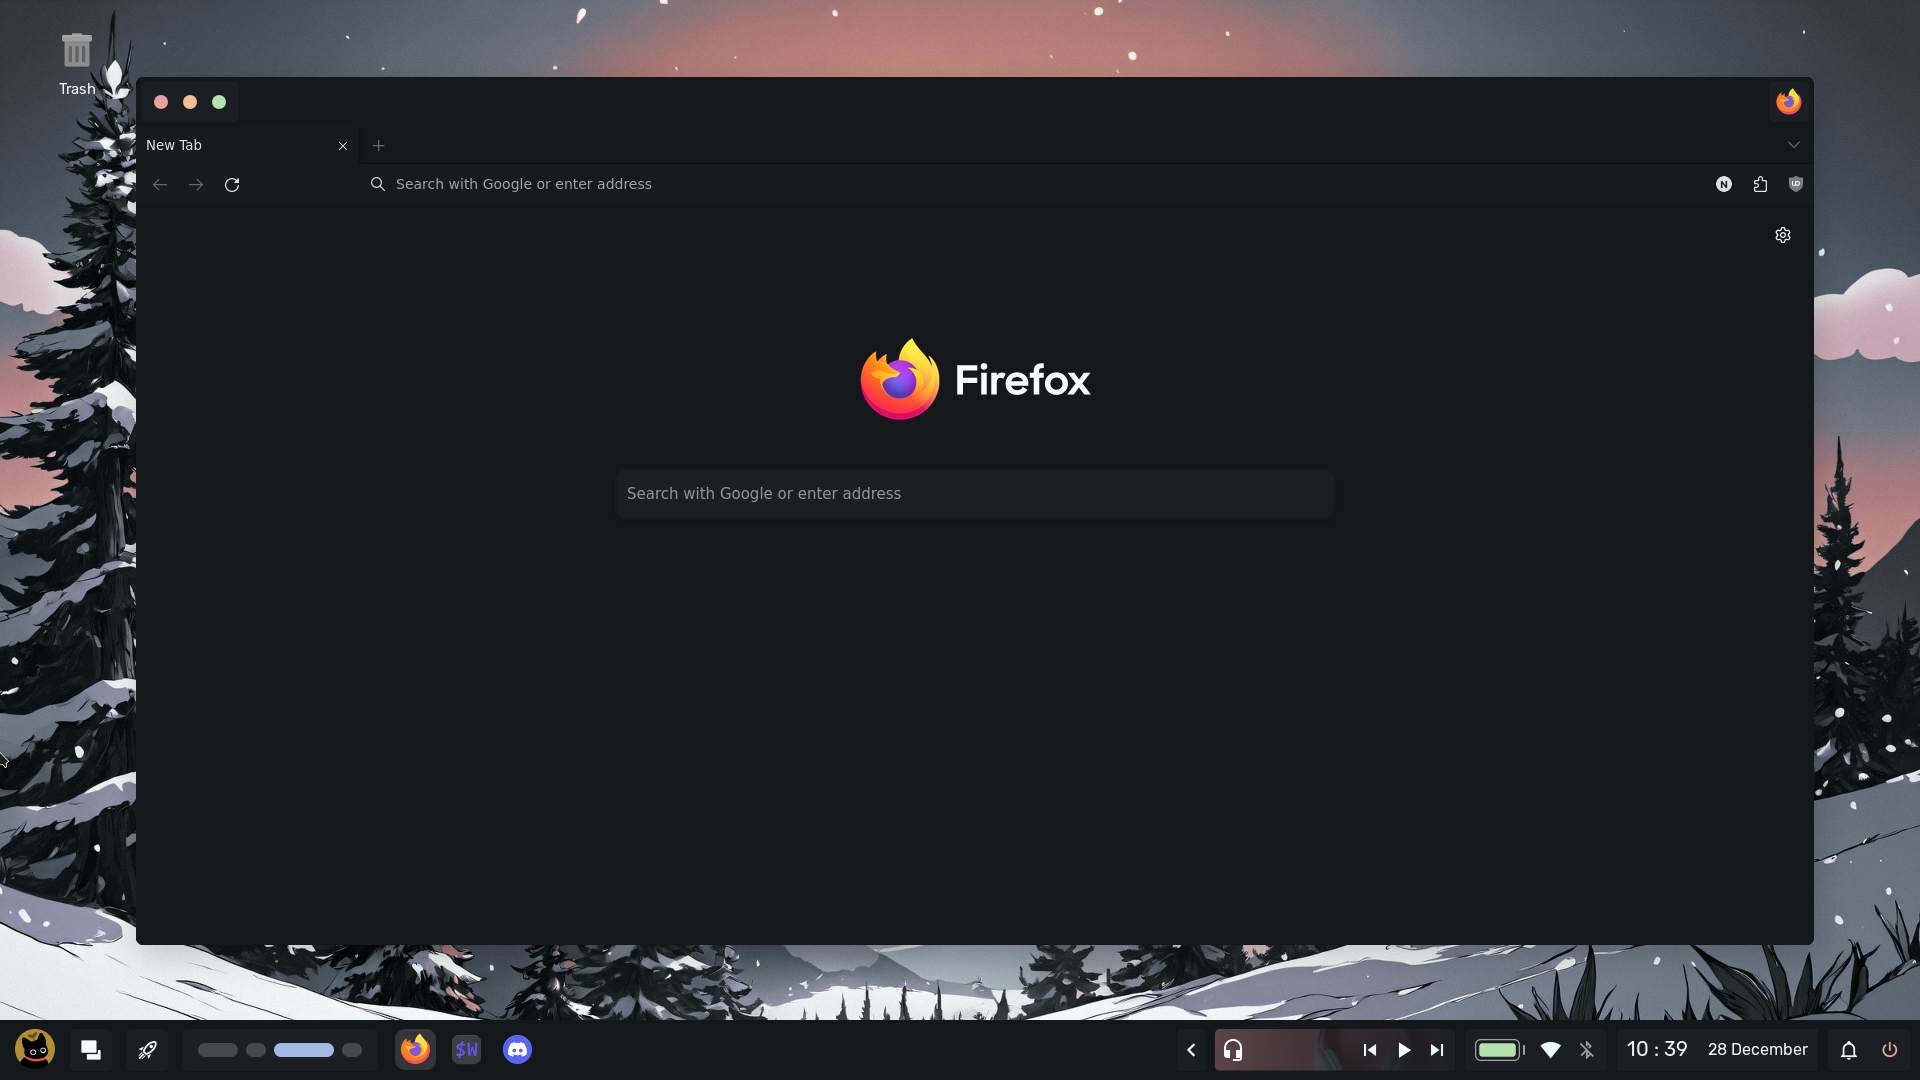 Trash
New Tab
Search with Google or enter address
N
UD
Firefox
Search with Google or enter address
$W
10 : 39
28 December